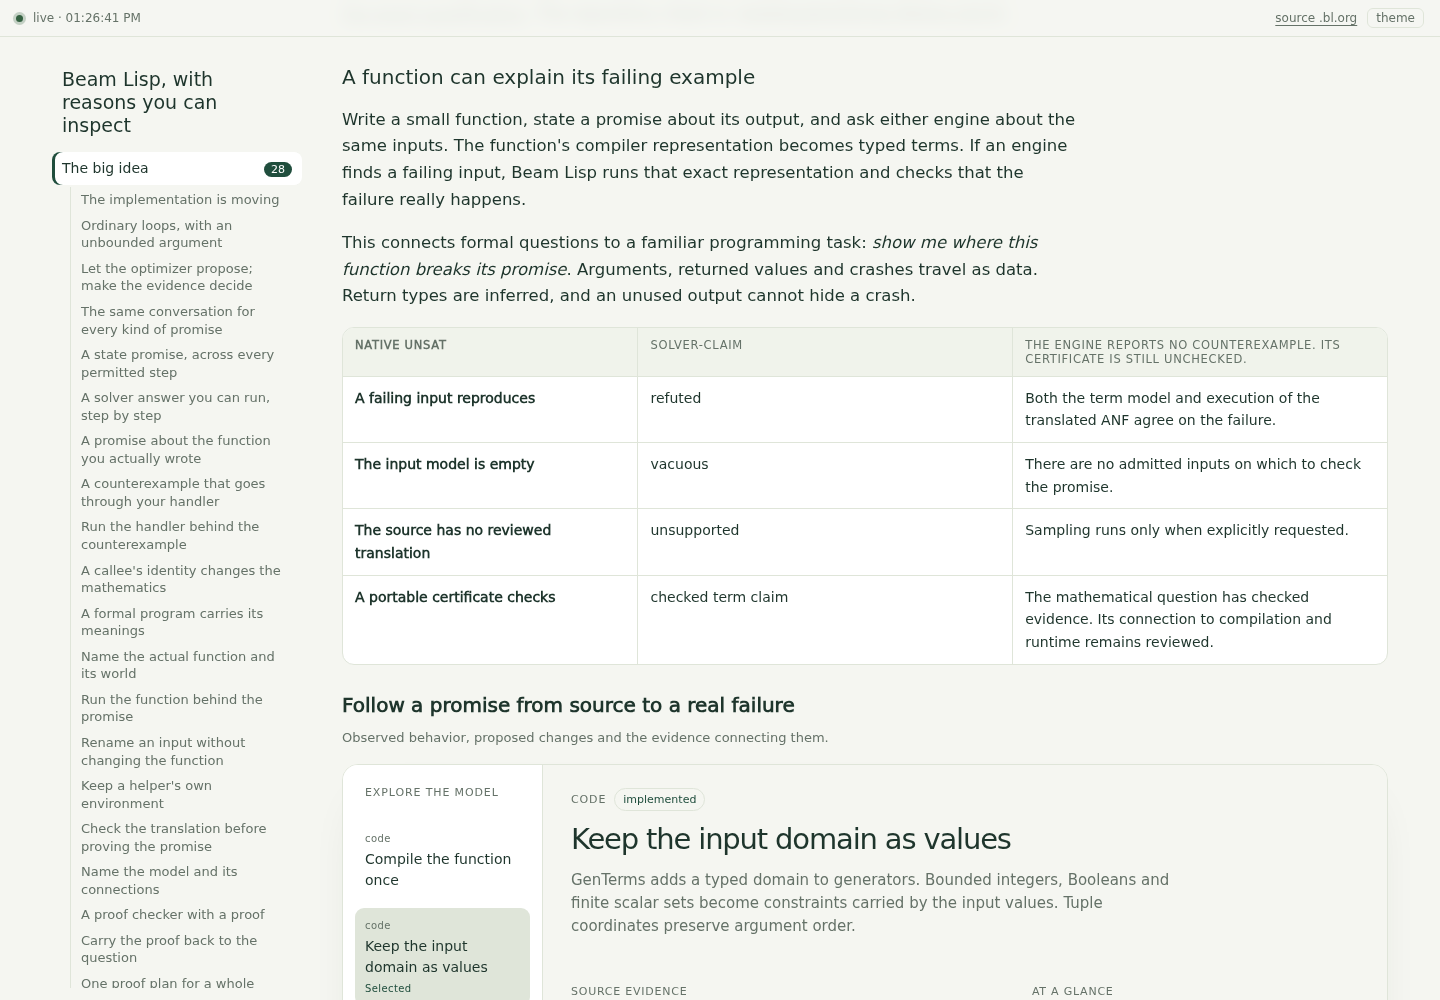 live · 01:26:41 PM
source .bl.org
theme
Beam Lisp, with
reasons you can
inspect
The big idea
28
The implementation is moving
Ordinary loops, with an
unbounded argument
Let the optimizer propose;
make the evidence decide
The same conversation for
every kind of promise
A state promise, across every
permitted step
A solver answer you can run,
step by step
A promise about the function
you actually wrote
A counterexample that goes
through your handler
Run the handler behind the
counterexample
A callee's identity changes the
mathematics
A formal program carries its
meanings
Name the actual function and
its world
Run the function behind the
promise
Rename an input without
changing the function
Keep a helper's own
environment
Check the translation before
proving the promise
Name the model and its
connections
A proof checker with a proof
Carry the proof back to the
question
One proof plan for a whole
A function can explain its failing example
Write a small function, state a promise about its output, and ask either engine about the
same inputs. The function's compiler representation becomes typed terms. If an engine
finds a failing input, Beam Lisp runs that exact representation and checks that the
failure really happens.
This connects formal questions to a familiar programming task: show me where this
function breaks its promise. Arguments, returned values and crashes travel as data.
Return types are inferred, and an unused output cannot hide a crash.
NATIVE UNSAT
SOLVER-CLAIM
THE ENGINE REPORTS NO COUNTEREXAMPLE. ITS
CERTIFICATE IS STILL UNCHECKED.
A failing input reproduces
refuted
Both the term model and execution of the
translated ANF agree on the failure.
The input model is empty
vacuous
There are no admitted inputs on which to check
the promise.
The source has no reviewed
translation
unsupported
Sampling runs only when explicitly requested.
A portable certificate checks
checked term claim
The mathematical question has checked
evidence. Its connection to compilation and
runtime remains reviewed.
Follow a promise from source to a real failure
Observed behavior, proposed changes and the evidence connecting them.
EXPLORE THE MODEL
code
Compile the function
once
code
Keep the input
domain as values
Selected
CODE
implemented
Keep the input domain as values
GenTerms adds a typed domain to generators. Bounded integers, Booleans and
finite scalar sets become constraints carried by the input values. Tuple
coordinates preserve argument order.
SOURCE EVIDENCE
AT A GLANCE